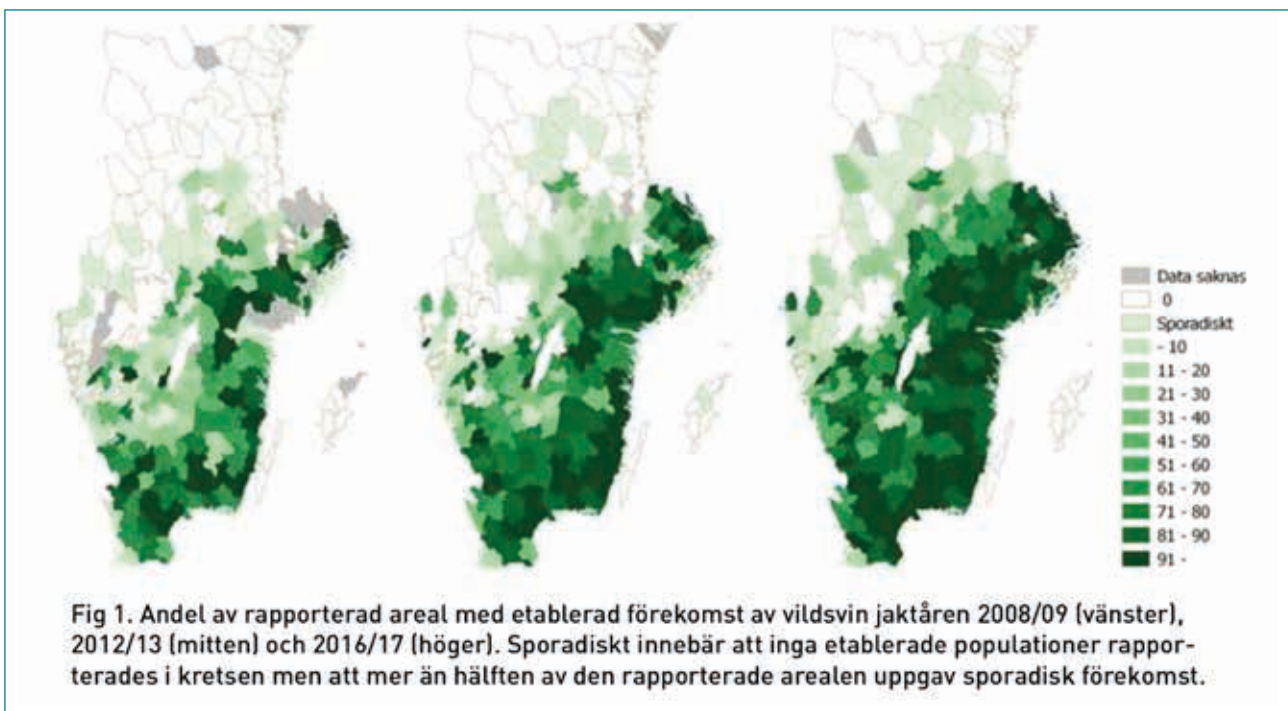 Data saknas
0
Sporadiskt
- 10
11 - 20
21 - 30
31 - 40
41 - 50
51 - 60
61 - 70
71 - 80
81 - 90
91 -
Fig 1. Andel av rapporterad areal med etablerad förekomst av vildsvin jaktåren 2008/09 (vänster),
2012/13 (mitten) och 2016/17 (höger). Sporadiskt innebär att inga etablerade populationer rappor-
terades i kretsen men att mer än hälften av den rapporterade arealen uppgav sporadisk förekomst.